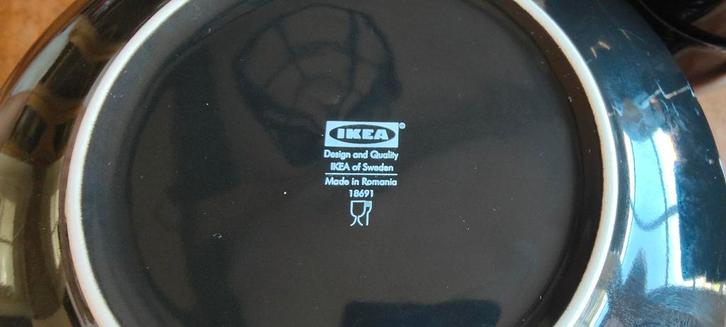 IKEA®
Design and Quality
IKEA of Sweden
Made in Romania
18691